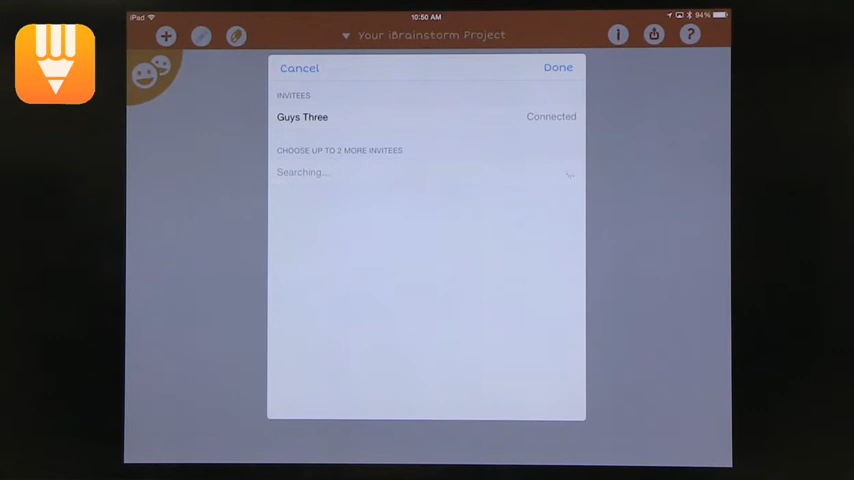 iPad 10:50 AM 94%
Your iBrainstorm Project
i ?
Cancel Done
INVITEES
Guys Three Connected
CHOOSE UP TO 2 MORE INVITEES
Searching...